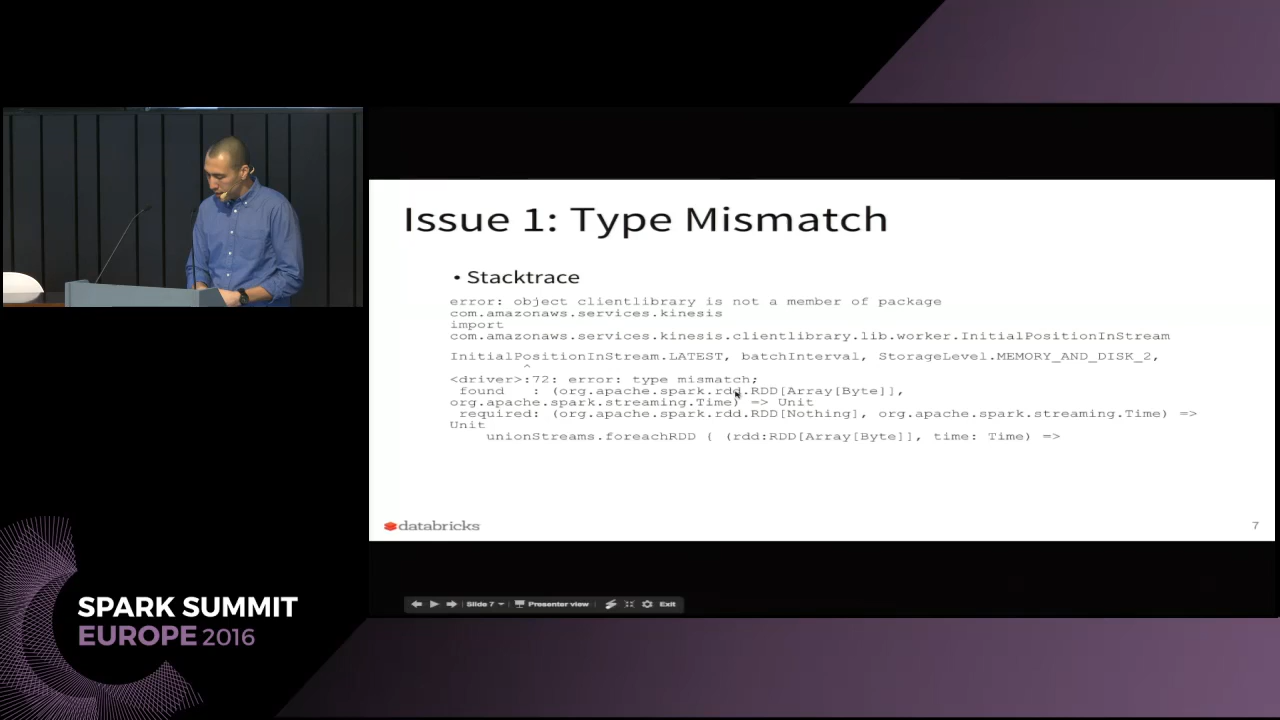 Issue 1: Type Mismatch
• Stacktrace
error: object clientlibrary is not a member of package
com.amazonaws.services.kinesis
import
com.amazonaws.services.kinesis.clientlibrary.lib.worker.InitialPositionInStream
InitialPositionInStream.LATEST, batchInterval, StorageLevel.MEMORY_AND_DISK_2,
^
<driver>:72: error: type mismatch;
found : (org.apache.spark.rdd.RDD[Array[Byte]],
org.apache.spark.streaming.Time) => Unit
required: (org.apache.spark.rdd.RDD[Nothing], org.apache.spark.streaming.Time) =>
Unit
unionStreams.foreachRDD ( (rdd:RDD[Array[Byte]], time: Time) =>
databricks
7
Slide 7 Presenter view Exit
SPARK SUMMIT
EUROPE 2016